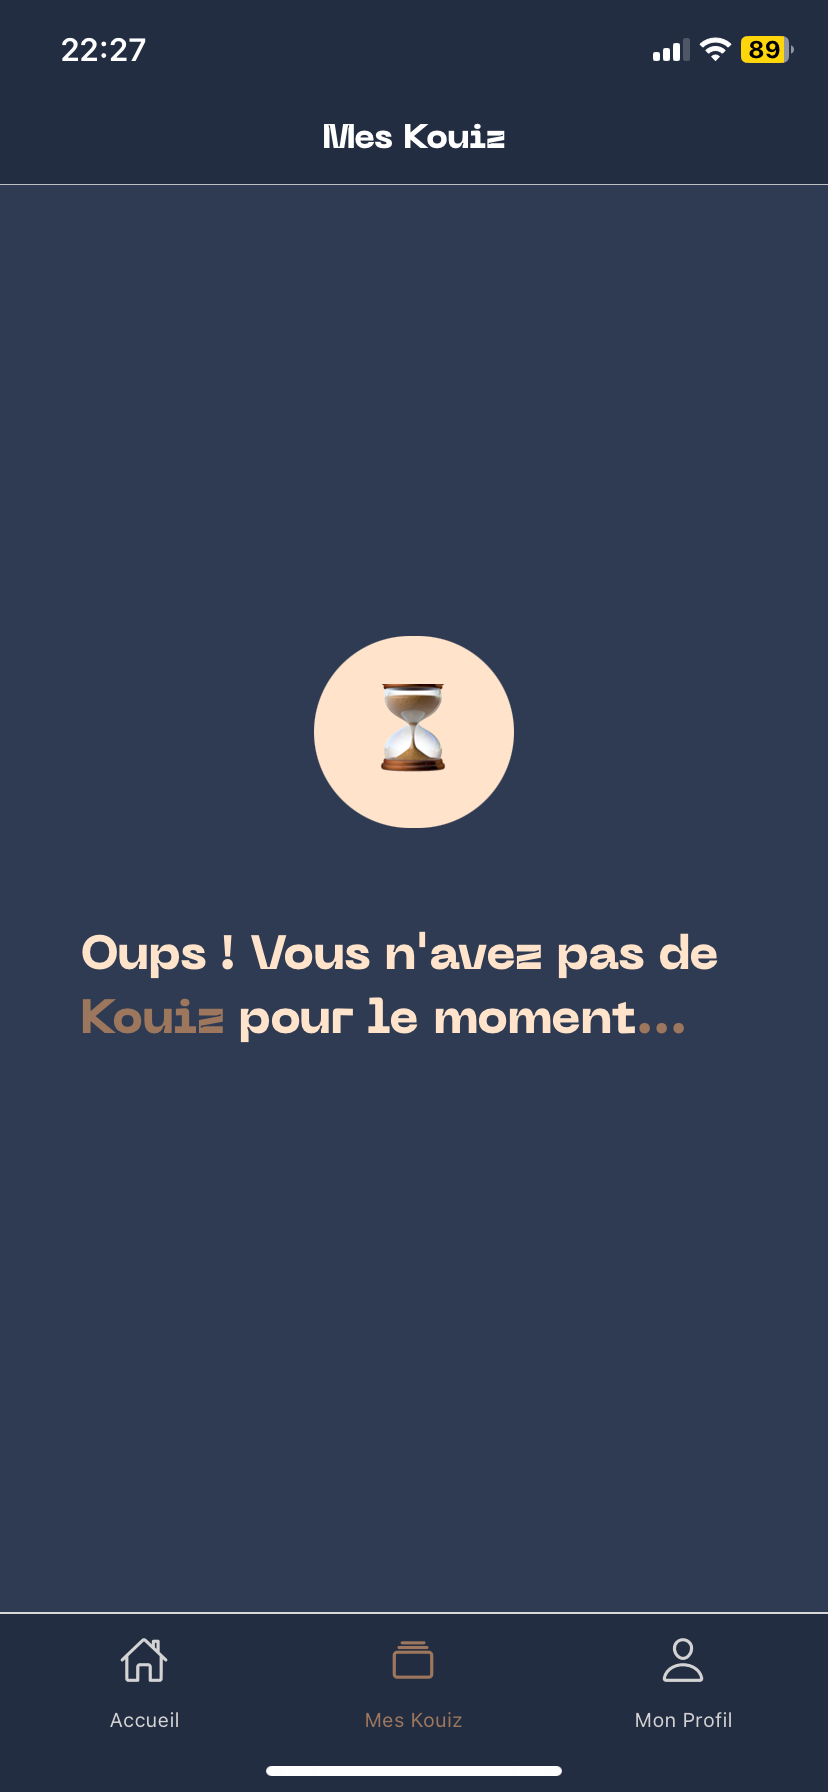 22:27
89
Mes Kouiz
Oups ! Vous n'avez pas de
Kouiz pour le moment...
Accueil
Mes Kouiz
Mon Profil